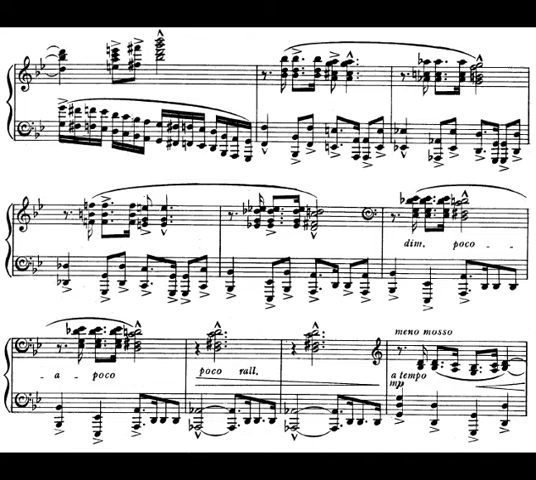 dim. poco - -
- a - poco
poco rall.
meno mosso
a tempo
mp